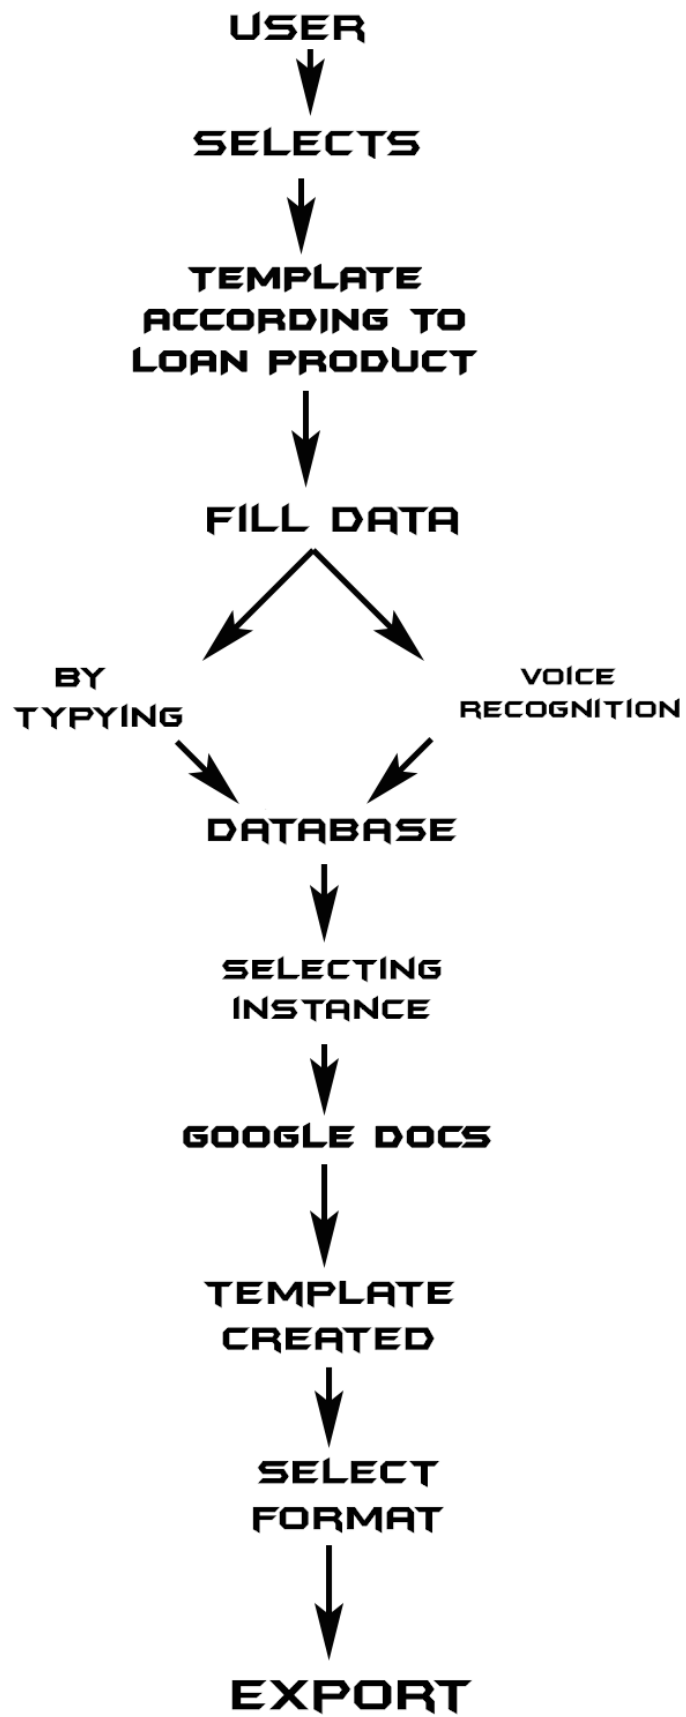 USER
SELECTS
TEMPLATE
ACCORDING TO
LOAN PRODUCT
FILL DATA
BY
TYPYING
VOICE
RECOGNITION
DATABASE
SELECTING
INSTANCE
GOOGLE DOCS
TEMPLATE
CREATED
SELECT
FORMAT
EXPORT